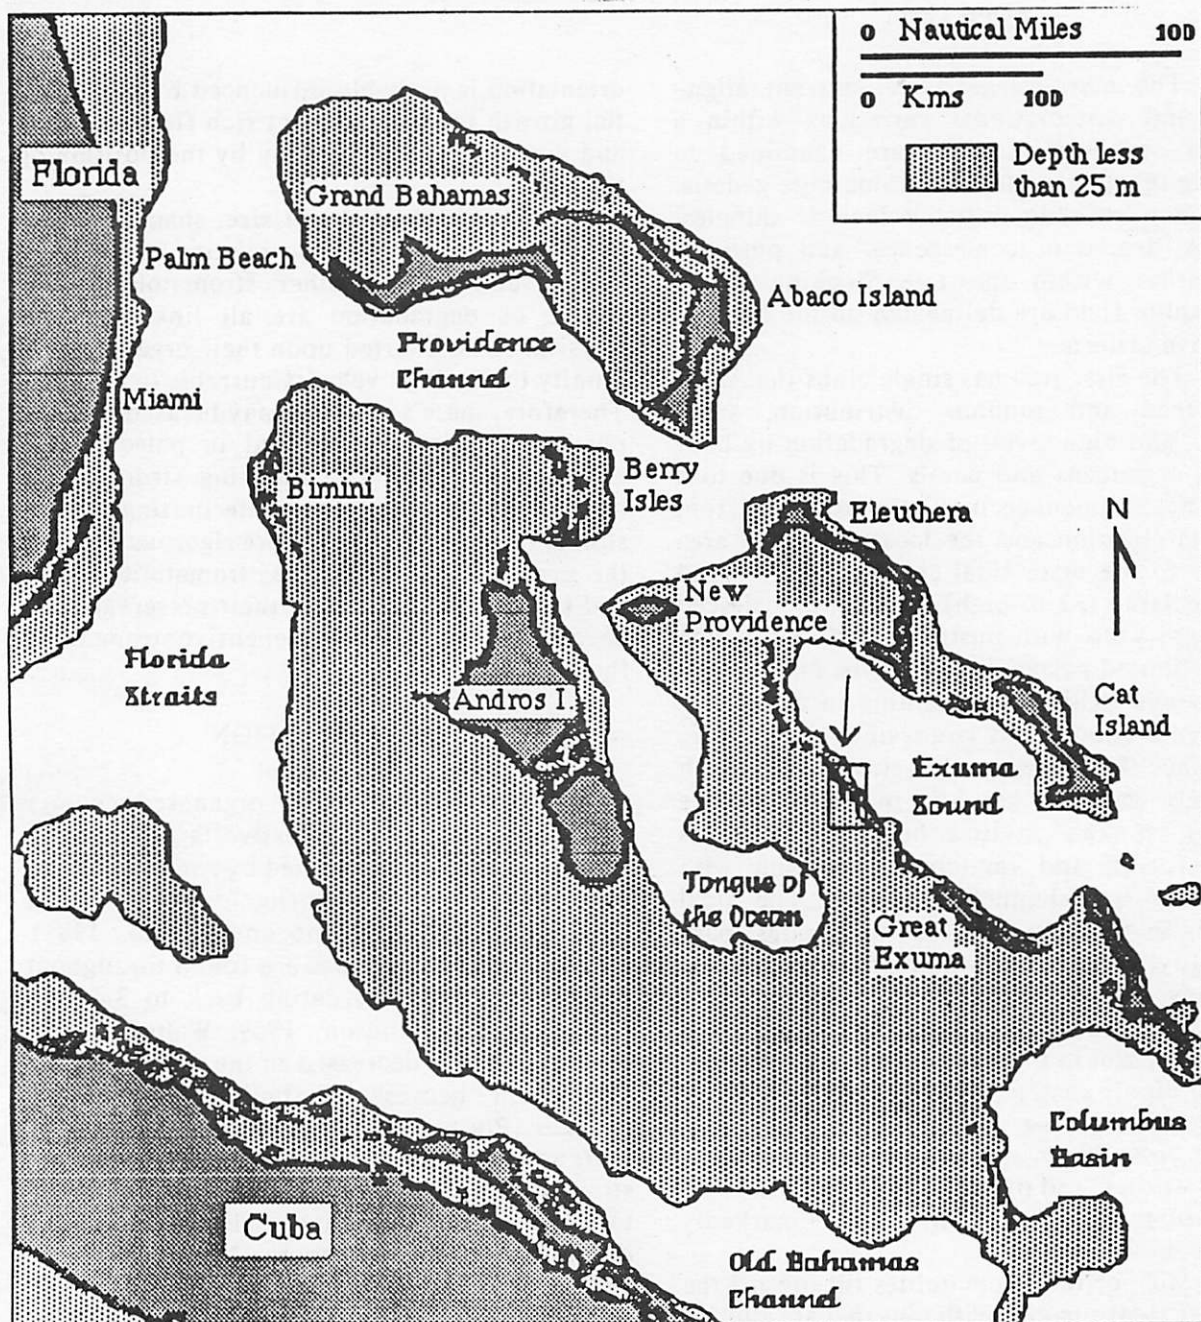 0 Nautical Miles 100
0 Kms 100
Depth less
than 25 m
Florida
Grand Bahamas
Palm Beach
Abaco Island
Providence
Channel
Miami
Berry
Isles
Bimini
Eleuthera
N
New
Providence
Florida
Straits
Andros I.
Cat
Island
Exuma
Sound
Tongue of
the Ocean
Great
Exuma
Columbus
Basin
Cuba
Old Bahamas
Channel